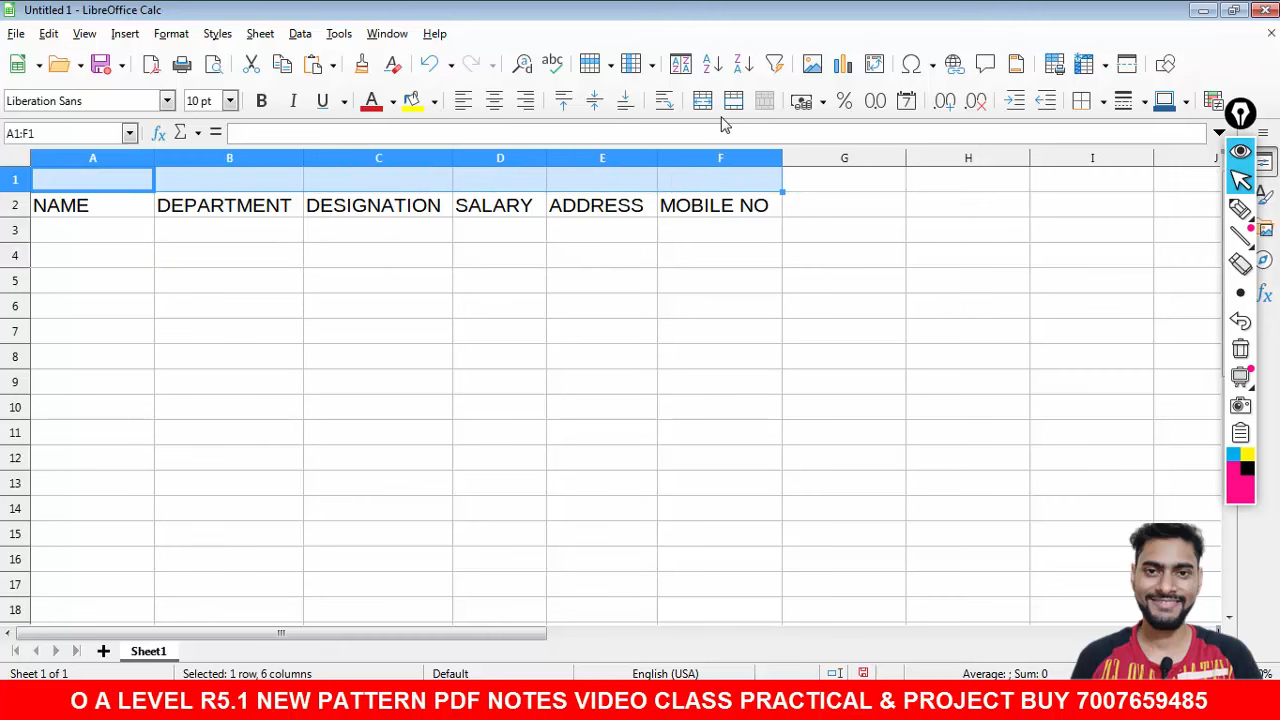 Untitled 1 - LibreOffice Calc
File Edit View Insert Format Styles Sheet Data Tools Window Help
Liberation Sans 10 pt
A1:F1
A B C D E F G H I J
1
2 NAME DEPARTMENT DESIGNATION SALARY ADDRESS MOBILE NO
3
4
5
6
7
8
9
10
11
12
13
14
15
16
17
18
Sheet1
Sheet 1 of 1 Selected: 1 row, 6 columns Default English (USA) Average: ; Sum: 0
O A LEVEL R5.1 NEW PATTERN PDF NOTES VIDEO CLASS PRACTICAL & PROJECT BUY 7007659485